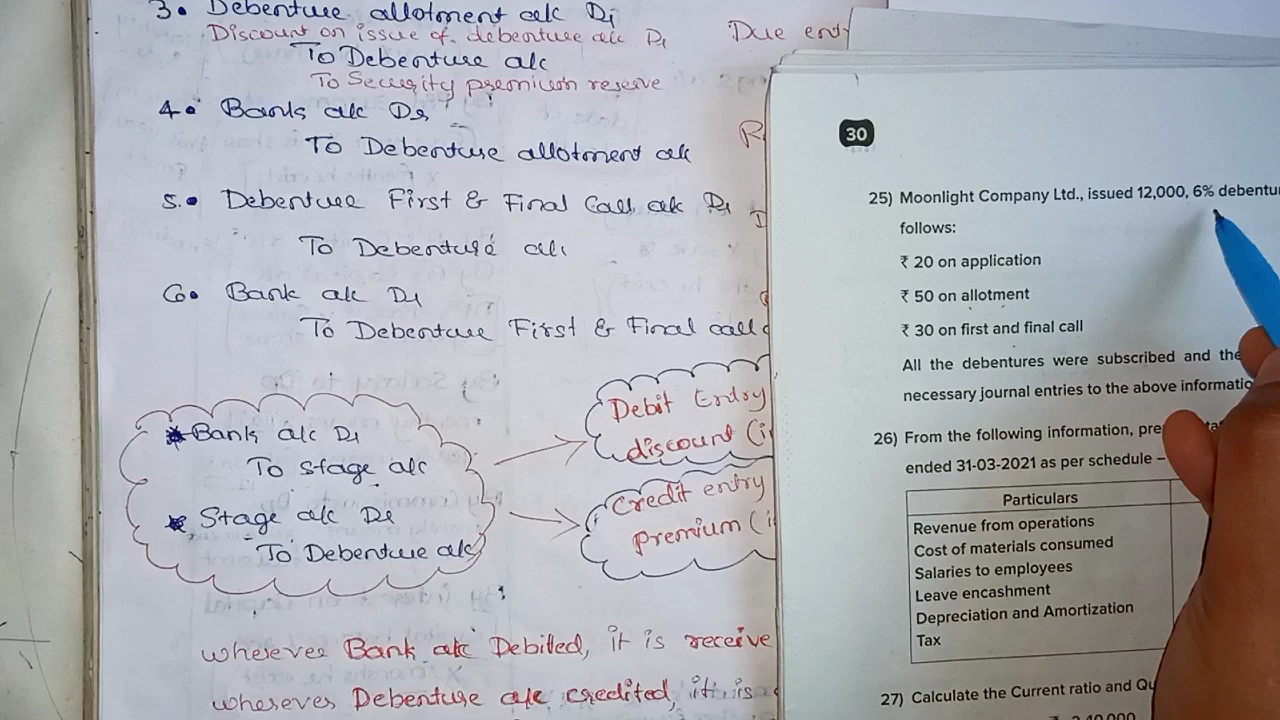 3. Debenture allotment a/c Dr
Discount on issue of debenture a/c Dr Due entry
To Debenture a/c
To Security premium reserve
4. Bank a/c Dr
To Debenture allotment a/c
5. Debenture First & Final Call a/c Dr
To Debenture a/c
6. Bank a/c Dr
To Debenture First & Final call
Bank a/c Dr
To stage a/c
Stage a/c Dr
To Debenture a/c
Debit Entry
discount (i
Credit entry
premium (i
wherever Bank a/c Debited, it is receive
wherever Debenture a/c credited, it is
30
25) Moonlight Company Ltd., issued 12,000, 6% debentu
follows:
₹ 20 on application
₹ 50 on allotment
₹ 30 on first and final call
All the debentures were subscribed and the
necessary journal entries to the above informatio
26) From the following information, pre
ended 31-03-2021 as per schedule –
Particulars
Revenue from operations
Cost of materials consumed
Salaries to employees
Leave encashment
Depreciation and Amortization
Tax
27) Calculate the Current ratio and Qu